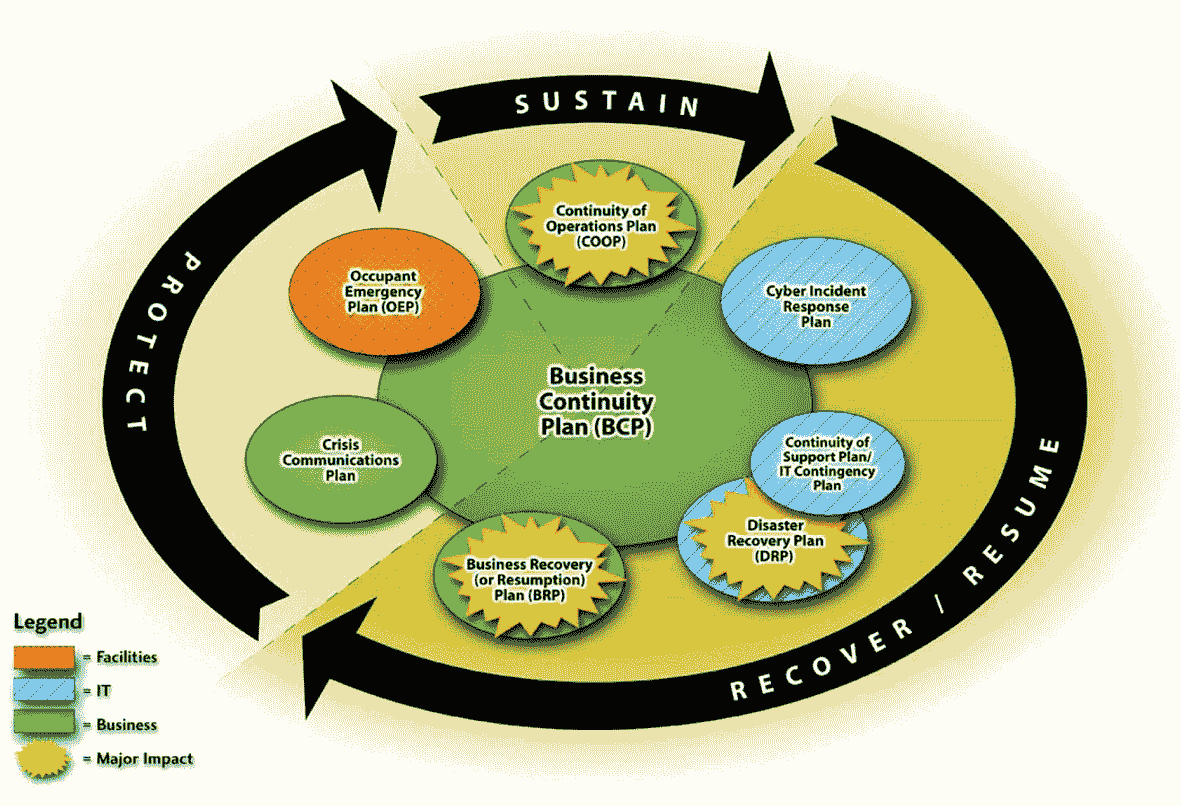 SUSTAIN
PROTECT
RECOVER / RESUME
Continuity of
Operations Plan
(COOP)
Occupant
Emergency
Plan (OEP)
Cyber Incident
Response
Plan
Business
Continuity
Plan (BCP)
Crisis
Communications
Plan
Continuity of
Support Plan/
IT Contingency
Plan
Disaster
Recovery Plan
(DRP)
Business Recovery
(or Resumption)
Plan (BRP)
Legend
= Facilities
= IT
= Business
= Major Impact